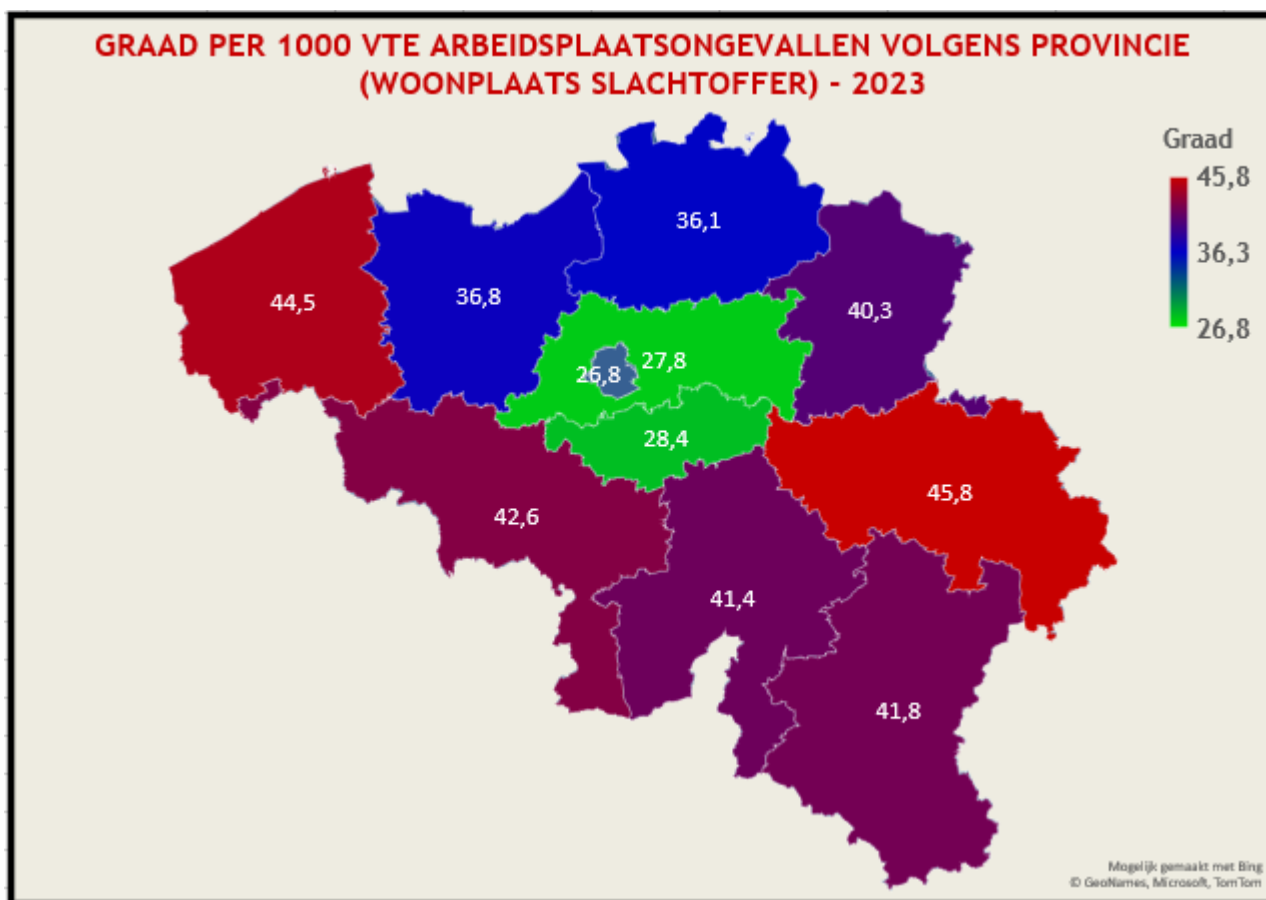 GRAAD PER 1000 VTE ARBEIDSPLAATSONGEVALLEN VOLGENS PROVINCIE
(WOONPLAATS SLACHTOFFER) - 2023
Graad
45,8
36,3
26,8
36,1
44,5
36,8
40,3
27,8
26,8
28,4
45,8
42,6
41,4
41,8
Mogelijk gemaakt met Bing
© GeoNames, Microsoft, TomTom